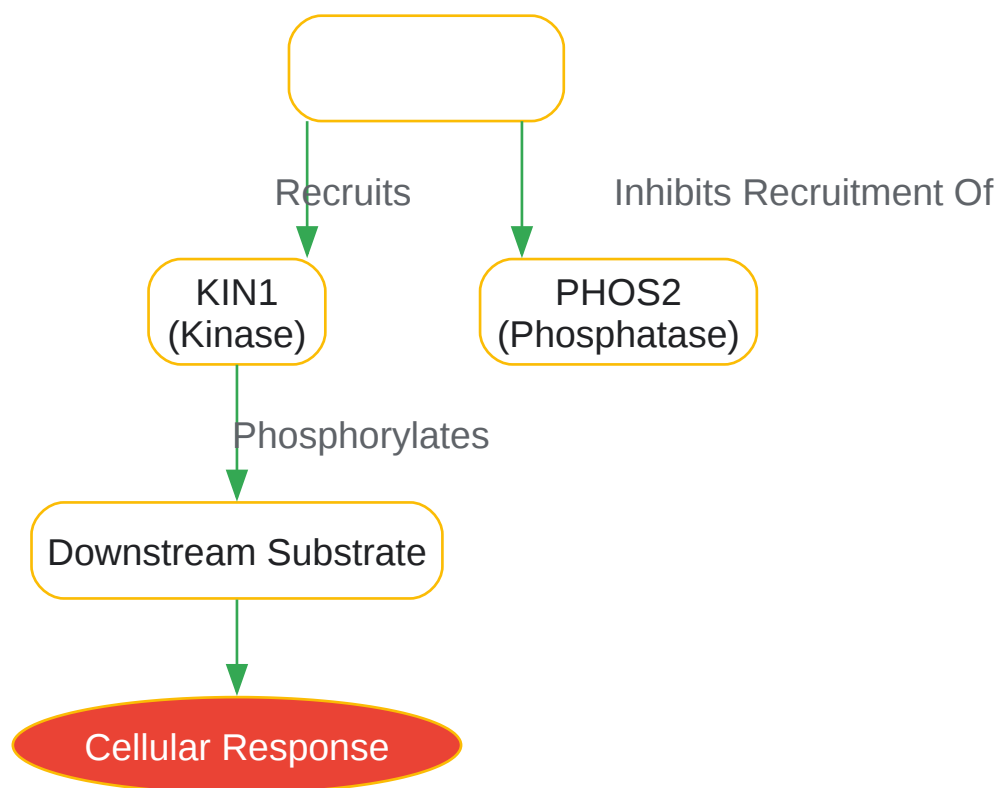 Recruits
Inhibits Recruitment Of
KIN1
(Kinase)
PHOS2
(Phosphatase)
Phosphorylates
Downstream Substrate
Cellular Response